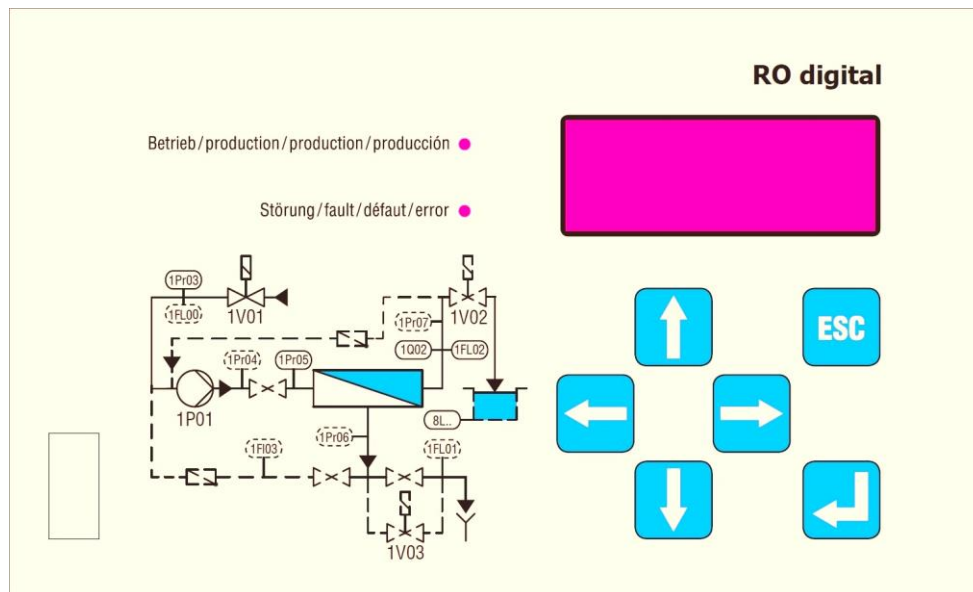 RO digital
Betrieb/production/production/producción
Störung/fault/défaut/error
1Pr03
1FL00
1V01
1V02
1Pr07
1Q02
1FL02
1Pr04
1Pr05
1P01
8L..
1Pr06
1FI03
1FL01
1V03
ESC